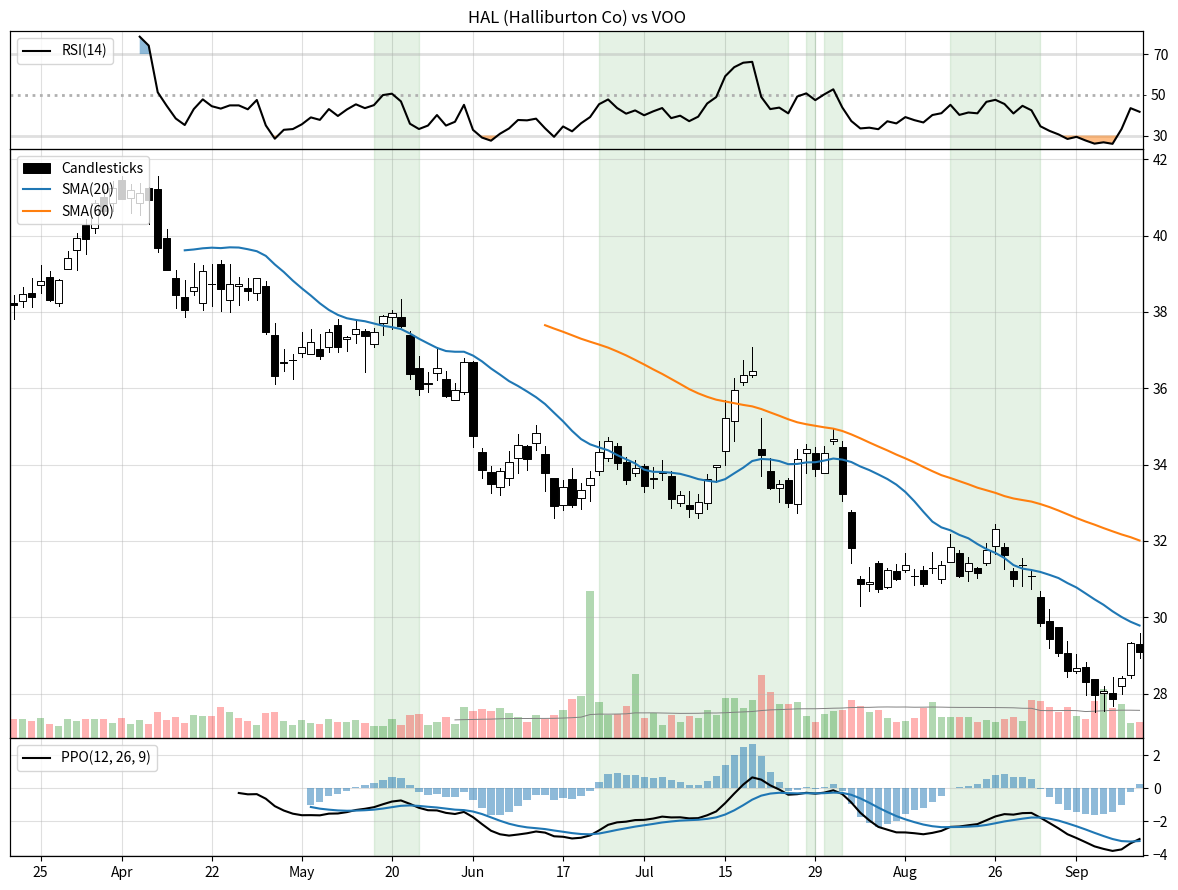 HAL (Halliburton Co) vs VOO
RSI(14)
70
50
30
Candlesticks
SMA(20)
SMA(60)
42
40
38
36
34
32
30
28
PPO(12, 26, 9)
2
0
−2
−4
25 Apr 22 May 20 Jun 17 Jul 15 29 Aug 26 Sep